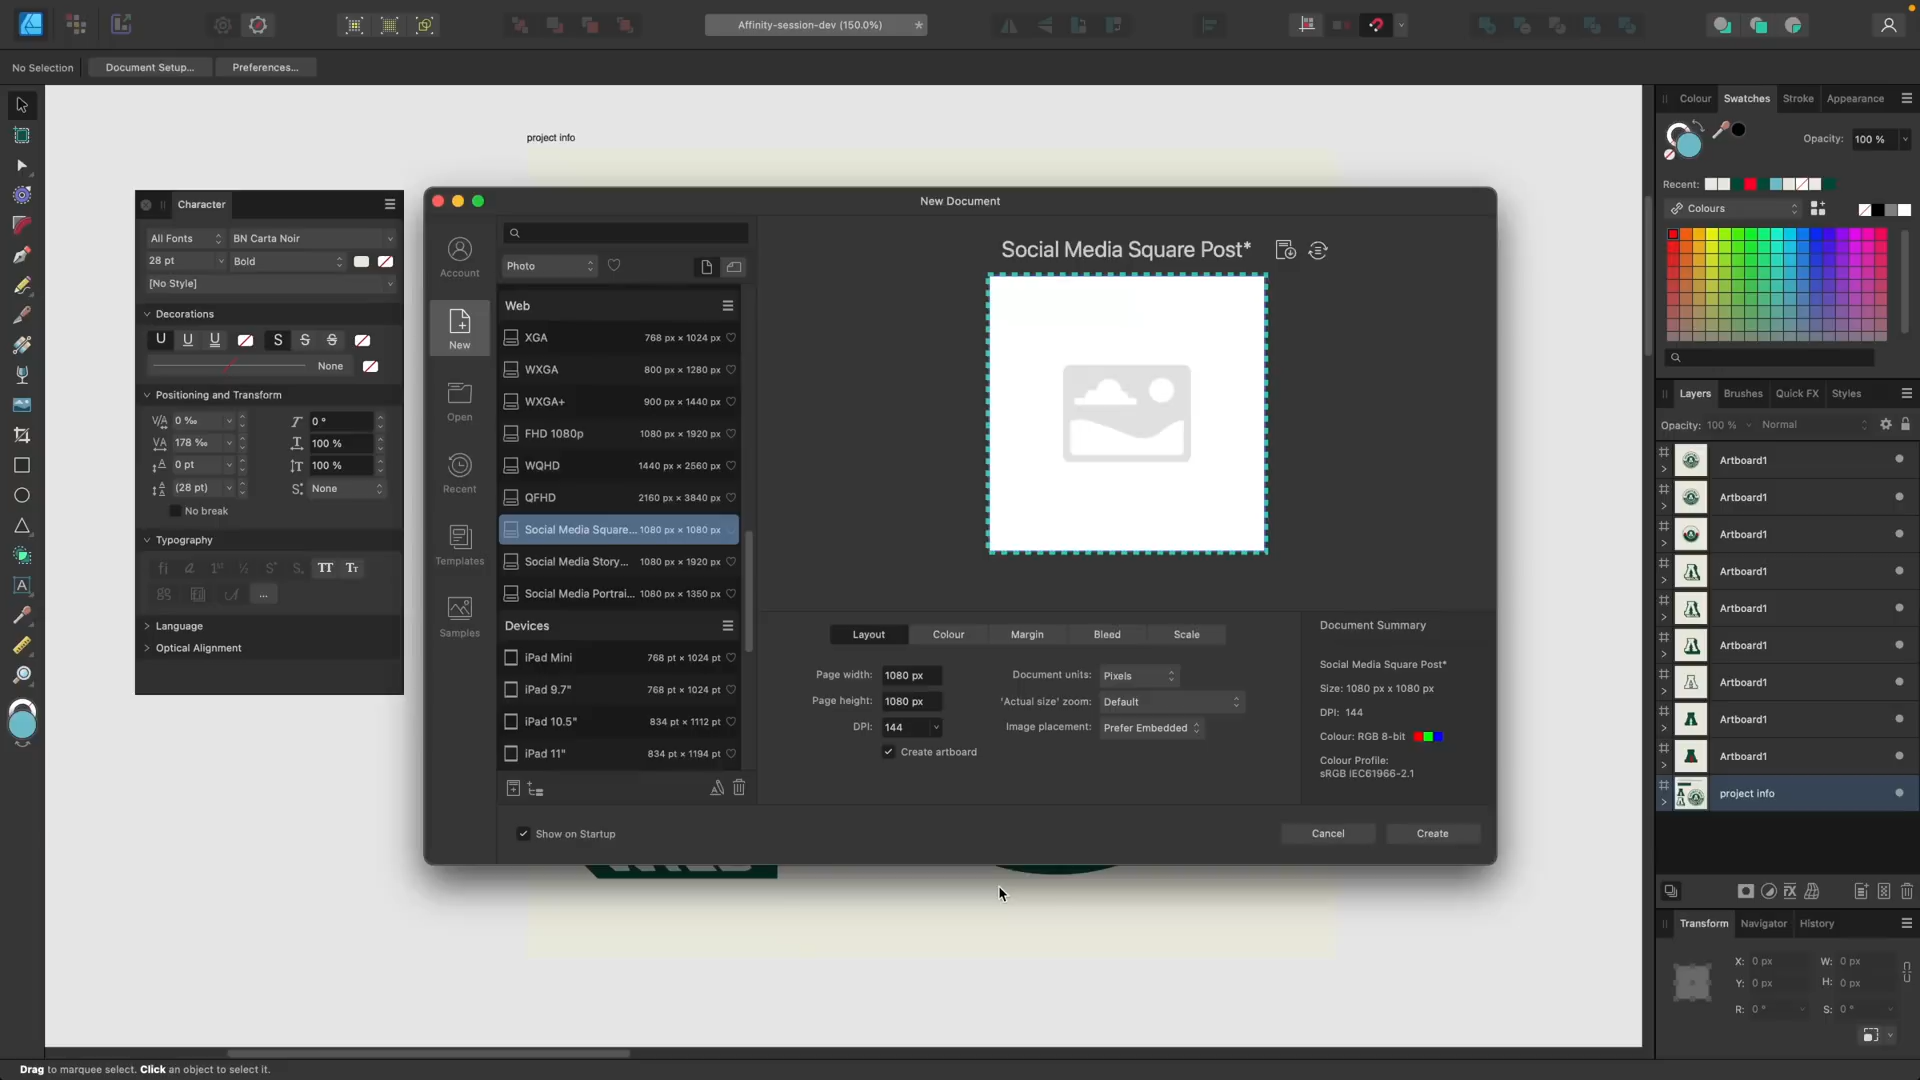 Affinity-session-dev (150.0%)
No Selection
Document Setup...
Preferences...
project info
Character
All Fonts
BN Carta Noir
28 pt
Bold
[No Style]
Decorations
U U U S S S
None
Positioning and Transform
0 ‰
0 °
178 ‰
100 %
0 pt
100 %
(28 pt)
None
No break
Typography
TT Tт
...
Language
Optical Alignment
New Document
Account
New
Open
Recent
Templates
Samples
Photo
Web
XGA 768 px × 1024 px
WXGA 800 px × 1280 px
WXGA+ 900 px × 1440 px
FHD 1080p 1080 px × 1920 px
WQHD 1440 px × 2560 px
QFHD 2160 px × 3840 px
Social Media Square... 1080 px × 1080 px
Social Media Story... 1080 px × 1920 px
Social Media Portrai... 1080 px × 1350 px
Devices
iPad Mini 768 pt × 1024 pt
iPad 9.7" 768 pt × 1024 pt
iPad 10.5" 834 pt × 1112 pt
iPad 11" 834 pt × 1194 pt
Show on Startup
Social Media Square Post*
Layout Colour Margin Bleed Scale
Page width: 1080 px
Document units: Pixels
Page height: 1080 px
'Actual size' zoom: Default
DPI: 144
Image placement: Prefer Embedded
Create artboard
Document Summary
Social Media Square Post*
Size: 1080 px x 1080 px
DPI: 144
Colour: RGB 8-bit
Colour Profile:
sRGB IEC61966-2.1
Cancel
Create
Colour Swatches Stroke Appearance
Opacity: 100 %
Recent:
Colours
Layers Brushes Quick FX Styles
Opacity: 100 % Normal
Artboard1
Artboard1
Artboard1
Artboard1
Artboard1
Artboard1
Artboard1
Artboard1
Artboard1
project info
Transform Navigator History
X: 0 px W: 0 px
Y: 0 px H: 0 px
R: 0 ° S: 0 °
Drag to marquee select. Click an object to select it.